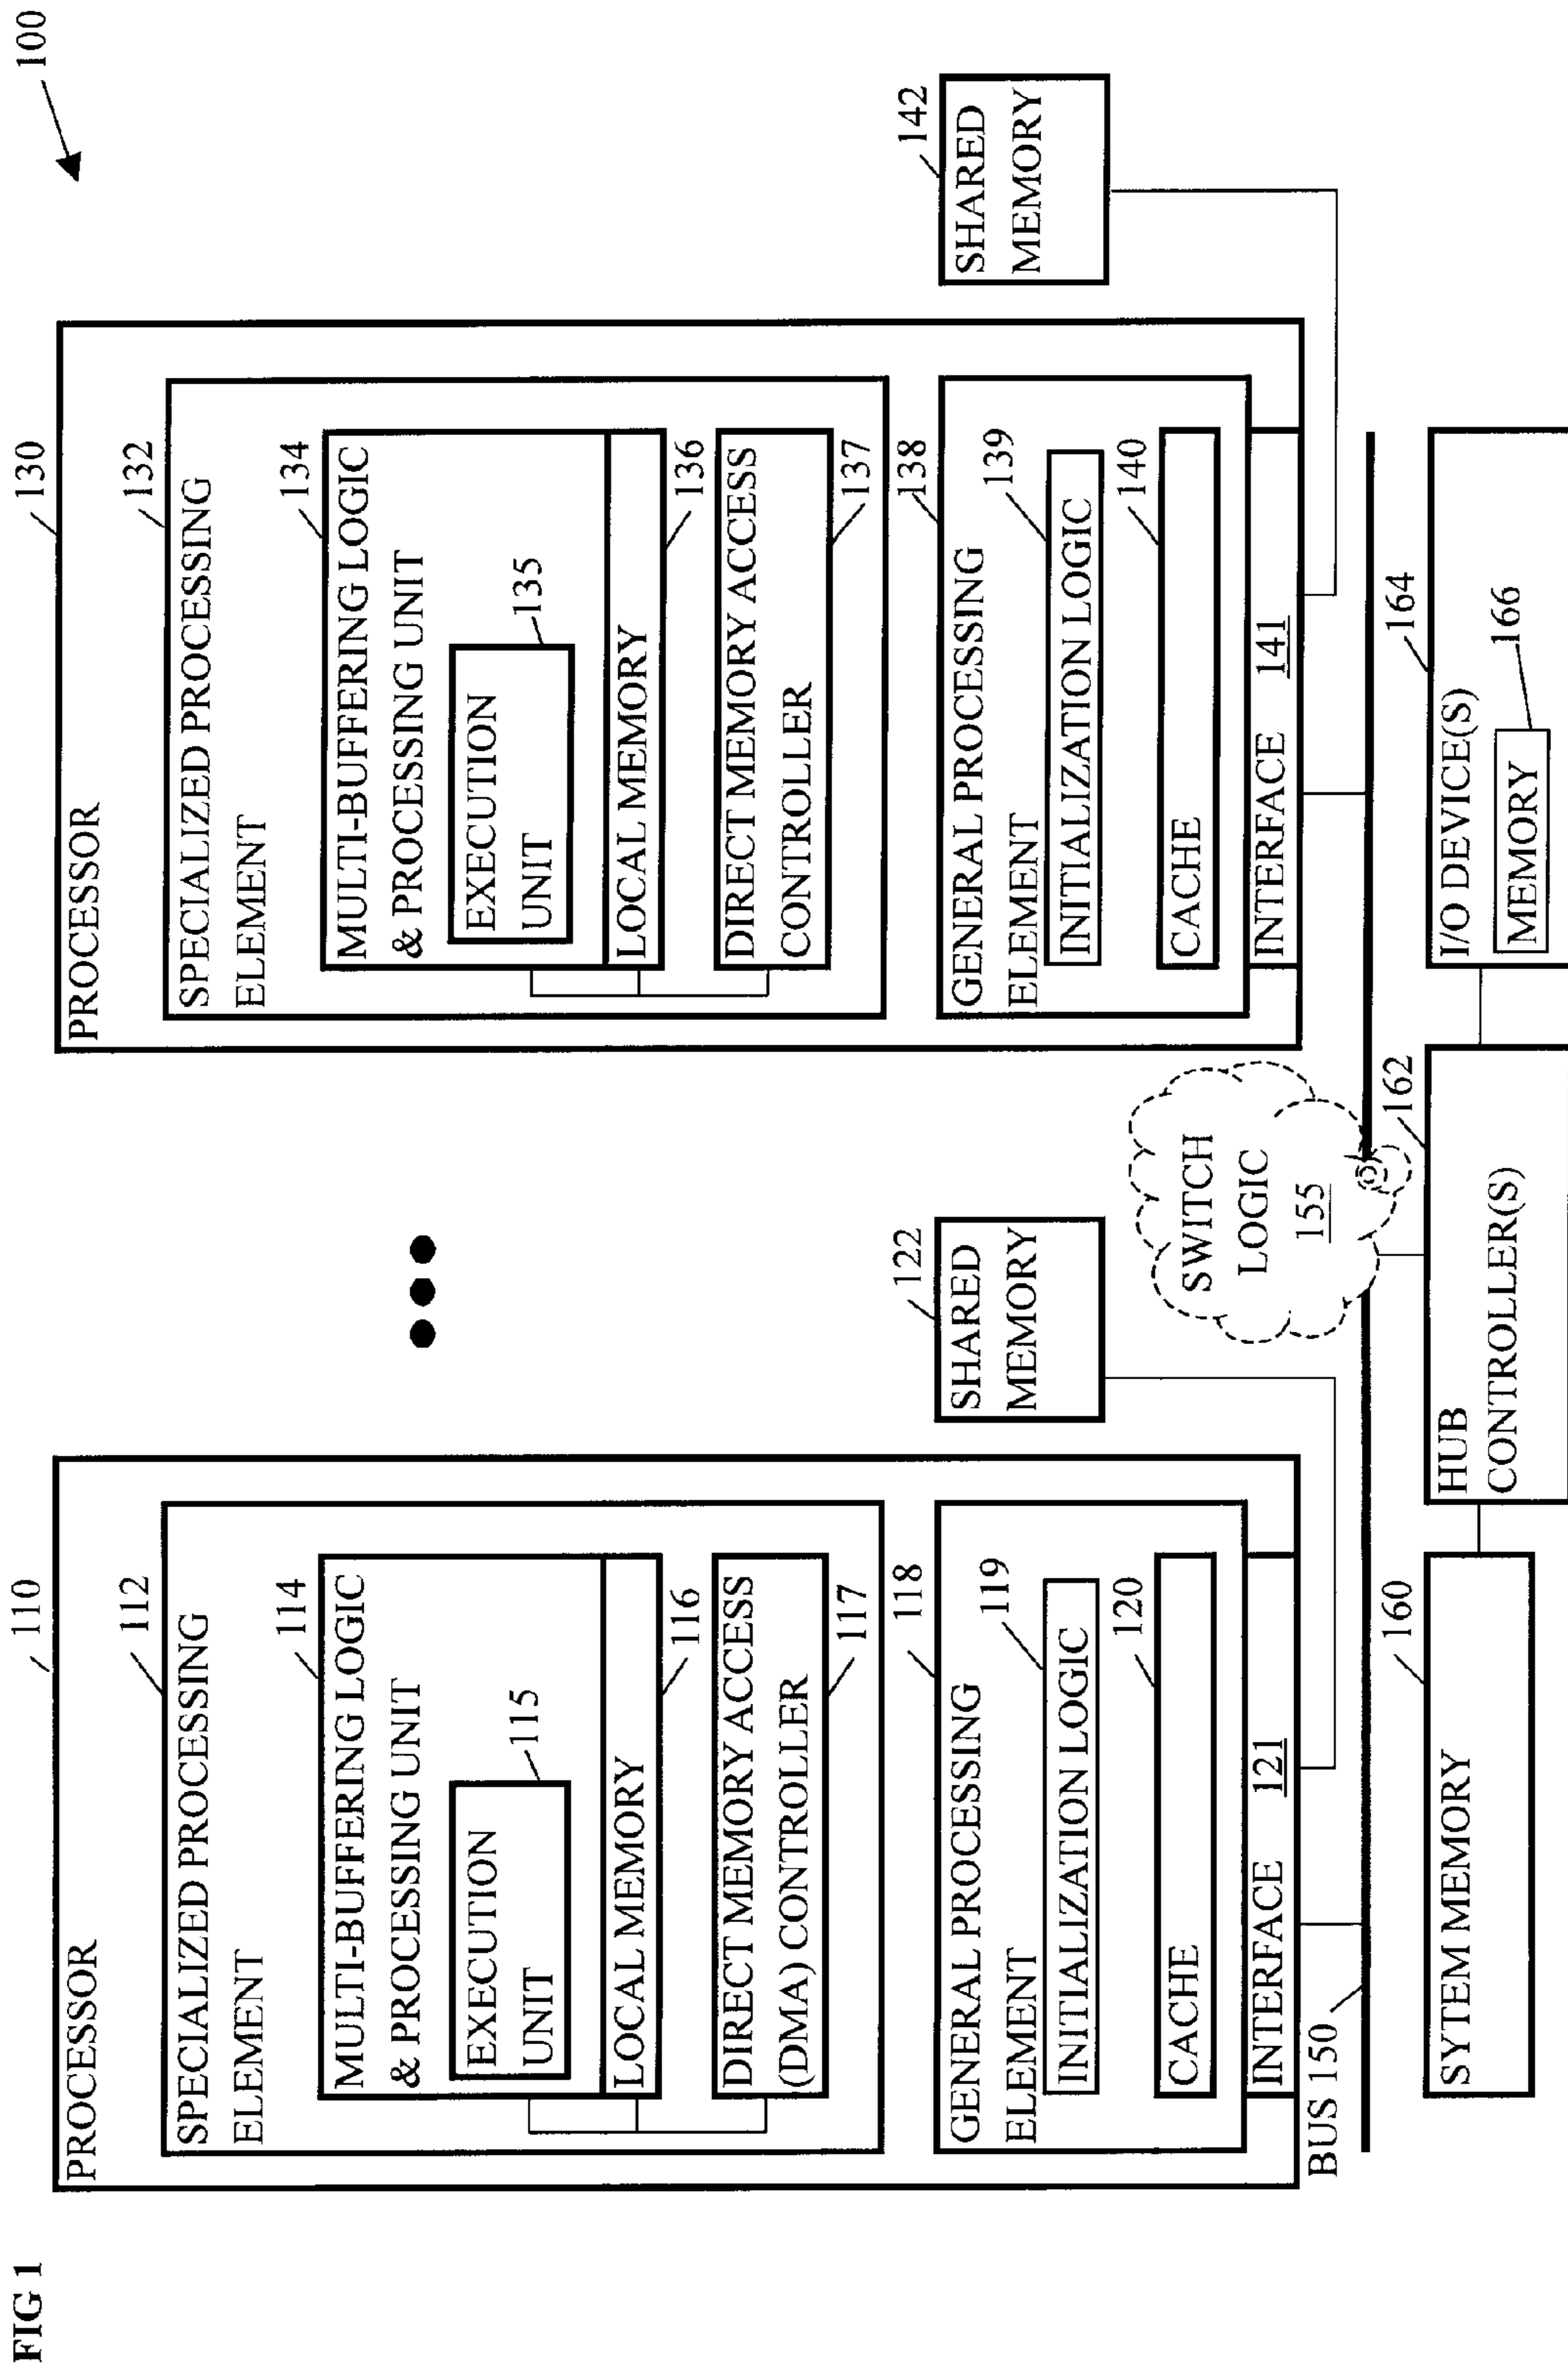 FIG 1
100
110
PROCESSOR
112
SPECIALIZED PROCESSING
ELEMENT
114
MULTI-BUFFERING LOGIC
& PROCESSING UNIT
115
EXECUTION
UNIT
LOCAL MEMORY
116
DIRECT MEMORY ACCESS
(DMA) CONTROLLER
117
118
GENERAL PROCESSING
ELEMENT
119
INITIALIZATION LOGIC
120
CACHE
INTERFACE 121
122
SHARED
MEMORY
130
PROCESSOR
132
SPECIALIZED PROCESSING
ELEMENT
134
MULTI-BUFFERING LOGIC
& PROCESSING UNIT
135
EXECUTION
UNIT
LOCAL MEMORY
136
DIRECT MEMORY ACCESS
CONTROLLER
137
138
GENERAL PROCESSING
ELEMENT
139
INITIALIZATION LOGIC
140
CACHE
INTERFACE 141
142
SHARED
MEMORY
SWITCH
LOGIC
155
BUS 150
160
SYTEM MEMORY
162
HUB
CONTROLLER(S)
164
I/O DEVICE(S)
166
MEMORY